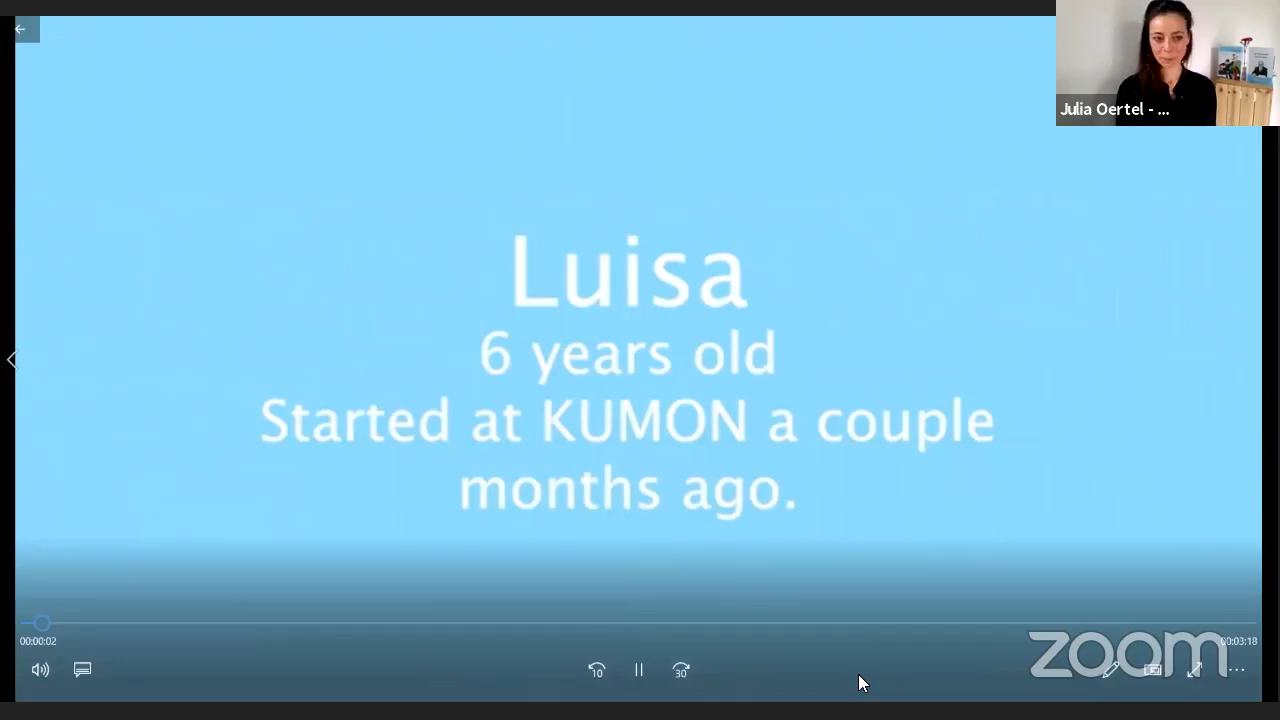 Julia Oertel - ...
Luisa
6 years old
Started at KUMON a couple
months ago.
00:00:02
00:03:18
10
30
zoom